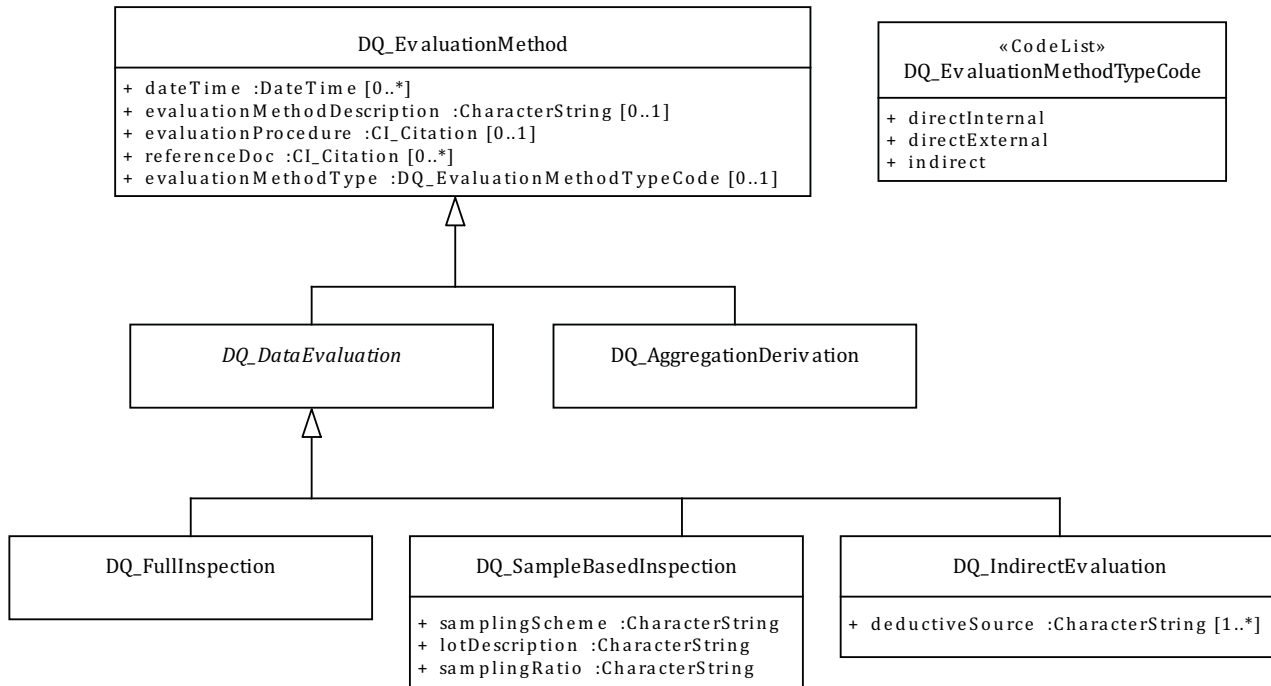 DQ_EvaluationMethod
+ dateTime :DateTime [0..*]
+ evaluationMethodDescription :CharacterString [0..1]
+ evaluationProcedure :CI_Citation [0..1]
+ referenceDoc :CI_Citation [0..*]
+ evaluationMethodType :DQ_EvaluationMethodTypeCode [0..1]
«CodeList»
DQ_EvaluationMethodTypeCode
+ directInternal
+ directExternal
+ indirect
DQ_DataEvaluation
DQ_AggregationDerivation
DQ_FullInspection
DQ_SampleBasedInspection
+ samplingScheme :CharacterString
+ lotDescription :CharacterString
+ samplingRatio :CharacterString
DQ_IndirectEvaluation
+ deductiveSource :CharacterString [1..*]